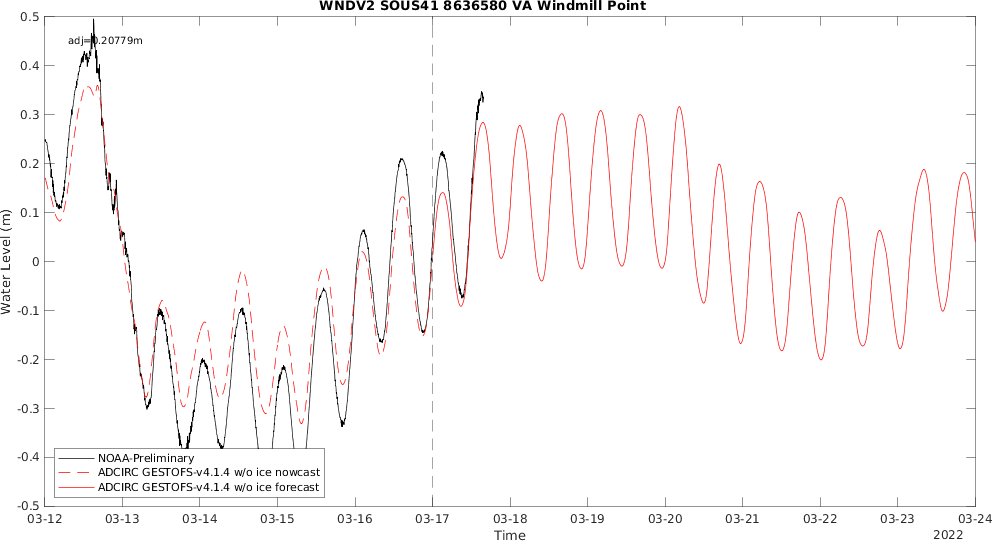 WNDV2 SOUS41 8636580 VA Windmill Point
0.5
adj=0.20779m
0.4
0.3
0.2
0.1
0
-0.1
-0.2
-0.3
-0.4
-0.5
Water Level (m)
NOAA-Preliminary
ADCIRC GESTOFS-v4.1.4 w/o ice nowcast
ADCIRC GESTOFS-v4.1.4 w/o ice forecast
03-12 03-13 03-14 03-15 03-16 03-17 03-18 03-19 03-20 03-21 03-22 03-23 03-24
Time
2022